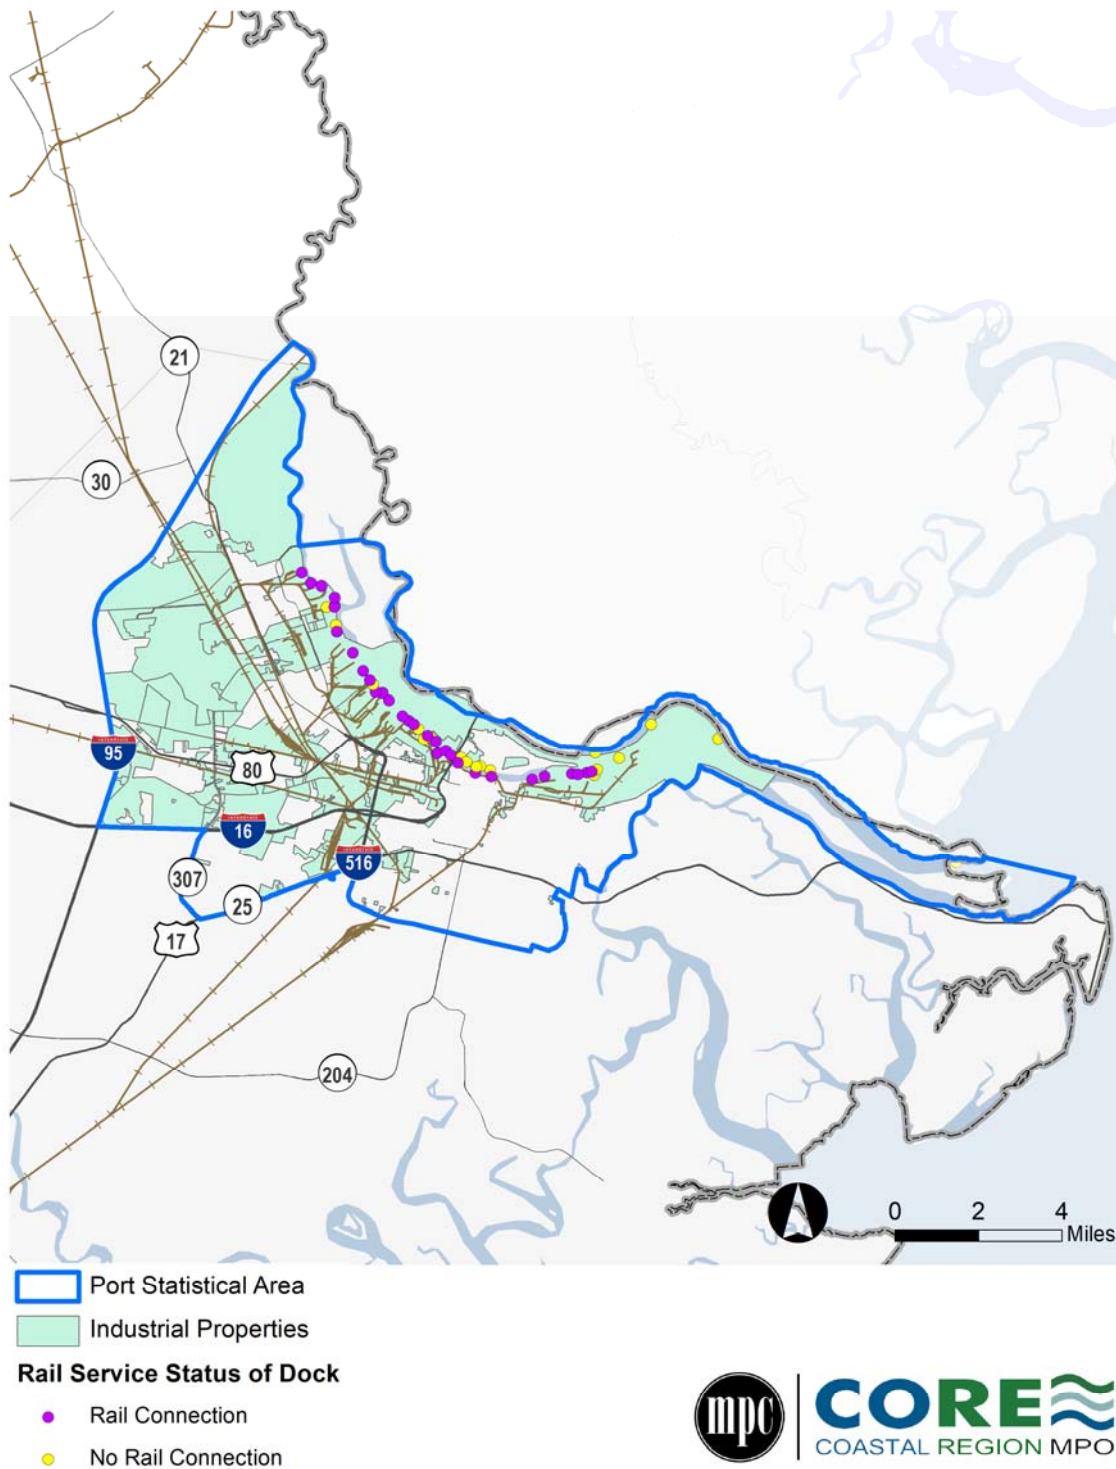 21
30
95
80
16
516
307
25
17
204
0 2 4
Miles
Port Statistical Area
Industrial Properties
Rail Service Status of Dock
Rail Connection
No Rail Connection
mpc
CORE
COASTAL REGION MPO